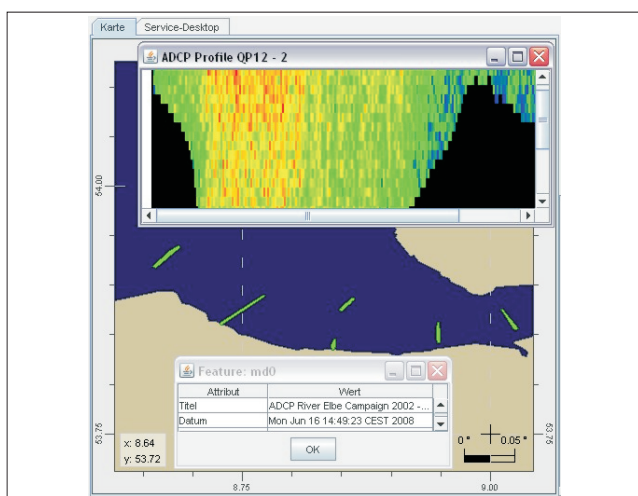 Karte Service-Desktop
ADCP Profile QP12 - 2
54.00
Feature: md0
Attribut Wert
Titel ADCP River Elbe Campaign 2002 -...
Datum Mon Jun 16 14:49:23 CEST 2008
OK
x: 8.64
y: 53.72
0 ° 0.05 °
53.75 53.75
8.75 9.00